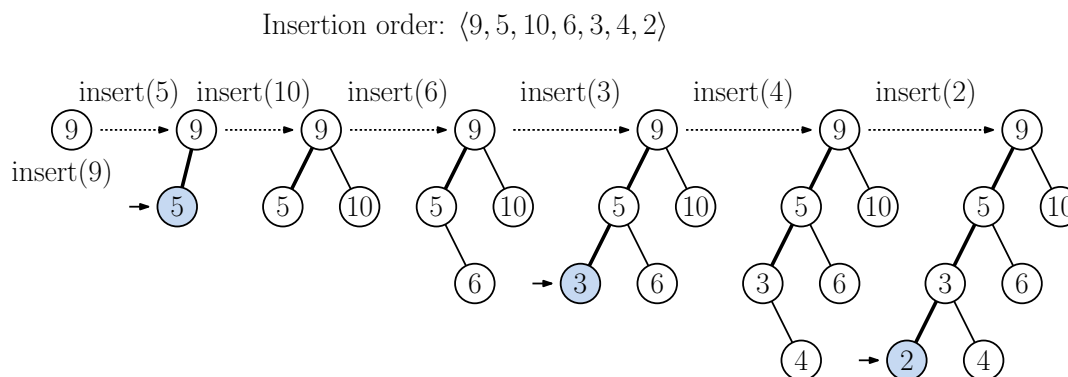 Insertion order: ⟨9, 5, 10, 6, 3, 4, 2⟩
insert(5) insert(10) insert(6) insert(3) insert(4) insert(2)
9 9 9 9 9 9 9
insert(9)
5 5 10 5 10 5 10 5 10 5 10
6 3 6 3 6 3 6
4 2 4